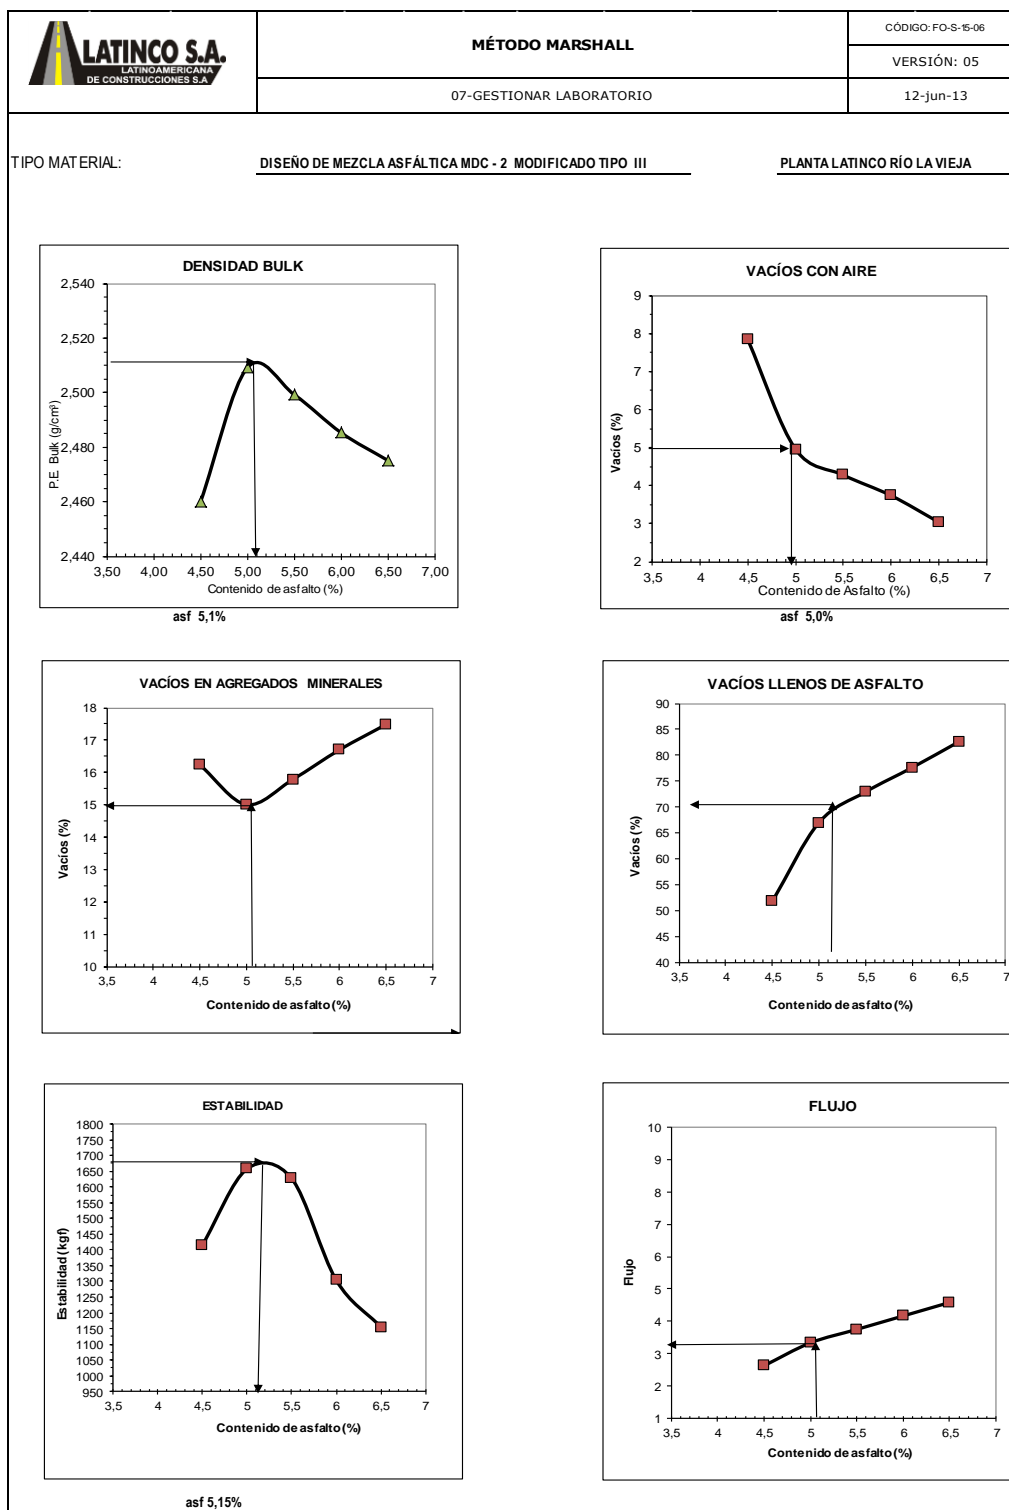 LATINCO S.A.
LATINOAMERICANA
DE CONSTRUCCIONES S.A
MÉTODO MARSHALL
07-GESTIONAR LABORATORIO
CÓDIGO: FO-S-15-06
VERSIÓN: 05
12-jun-13
TIPO MATERIAL:
DISEÑO DE MEZCLA ASFÁLTICA MDC - 2 MODIFICADO TIPO III
PLANTA LATINCO RÍO LA VIEJA
DENSIDAD BULK
2,540
2,520
2,500
2,480
2,460
2,440
P.E. Bulk (g/cm³)
3,50 4,00 4,50 5,00 5,50 6,00 6,50 7,00
Contenido de asfalto (%)
asf 5,1%
VACÍOS CON AIRE
9
8
7
6
5
4
3
2
Vacíos (%)
3,5 4 4,5 5 5,5 6 6,5 7
Contenido de Asfalto (%)
asf 5,0%
VACÍOS EN AGREGADOS MINERALES
18
17
16
15
14
13
12
11
10
Vacíos (%)
3,5 4 4,5 5 5,5 6 6,5 7
Contenido de asfalto (%)
VACÍOS LLENOS DE ASFALTO
90
85
80
75
70
65
60
55
50
45
40
Vacíos (%)
3,5 4 4,5 5 5,5 6 6,5 7
Contenido de asfalto (%)
ESTABILIDAD
1800
1750
1700
1650
1600
1550
1500
1450
1400
1350
1300
1250
1200
1150
1100
1050
1000
950
Estabilidad (kgf)
3,5 4 4,5 5 5,5 6 6,5 7
Contenido de asfalto (%)
asf 5,15%
FLUJO
10
9
8
7
6
5
4
3
2
1
Flujo
3,5 4 4,5 5 5,5 6 6,5 7
Contenido de asfalto (%)